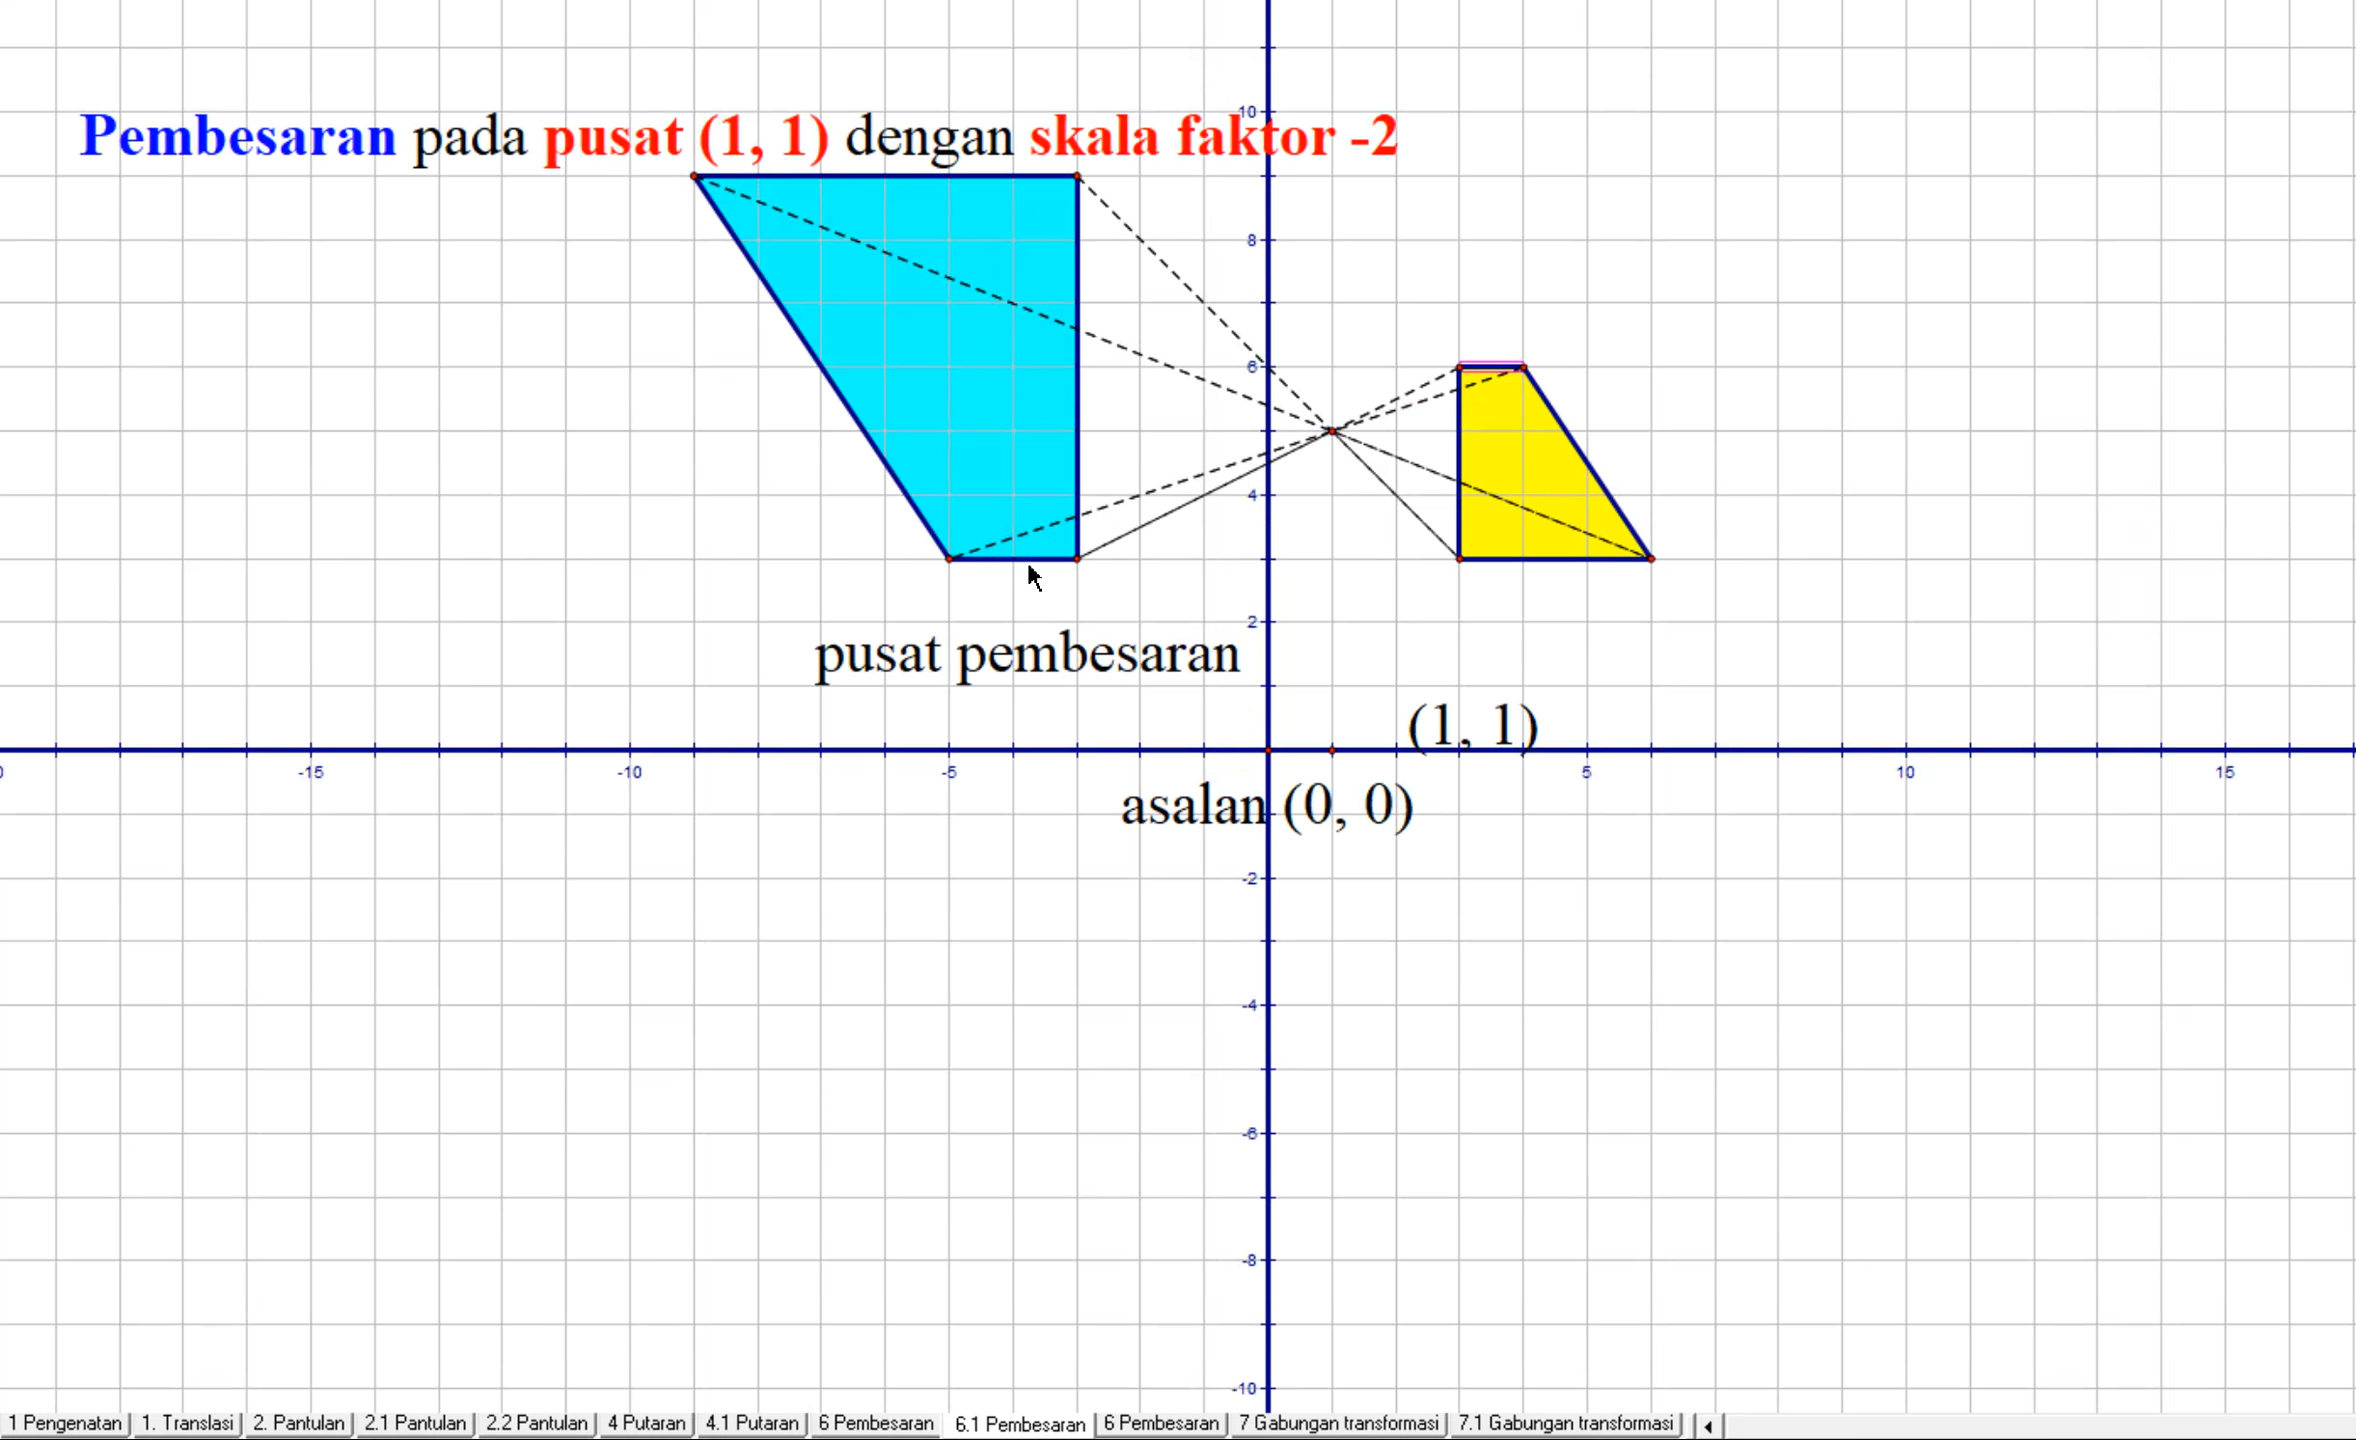 Pembesaran pada pusat (1, 1) dengan skala faktor -2
10
8
6
4
2
pusat pembesaran
(1, 1)
-15 -10 -5 5 10 15
asalan (0, 0)
-2
-4
-6
-8
-10
1 Pengenatan 1. Translasi 2. Pantulan 2.1 Pantulan 2.2 Pantulan 4 Putaran 4.1 Putaran 6 Pembesaran 6.1 Pembesaran 6 Pembesaran 7 Gabungan transformasi 7.1 Gabungan transformasi